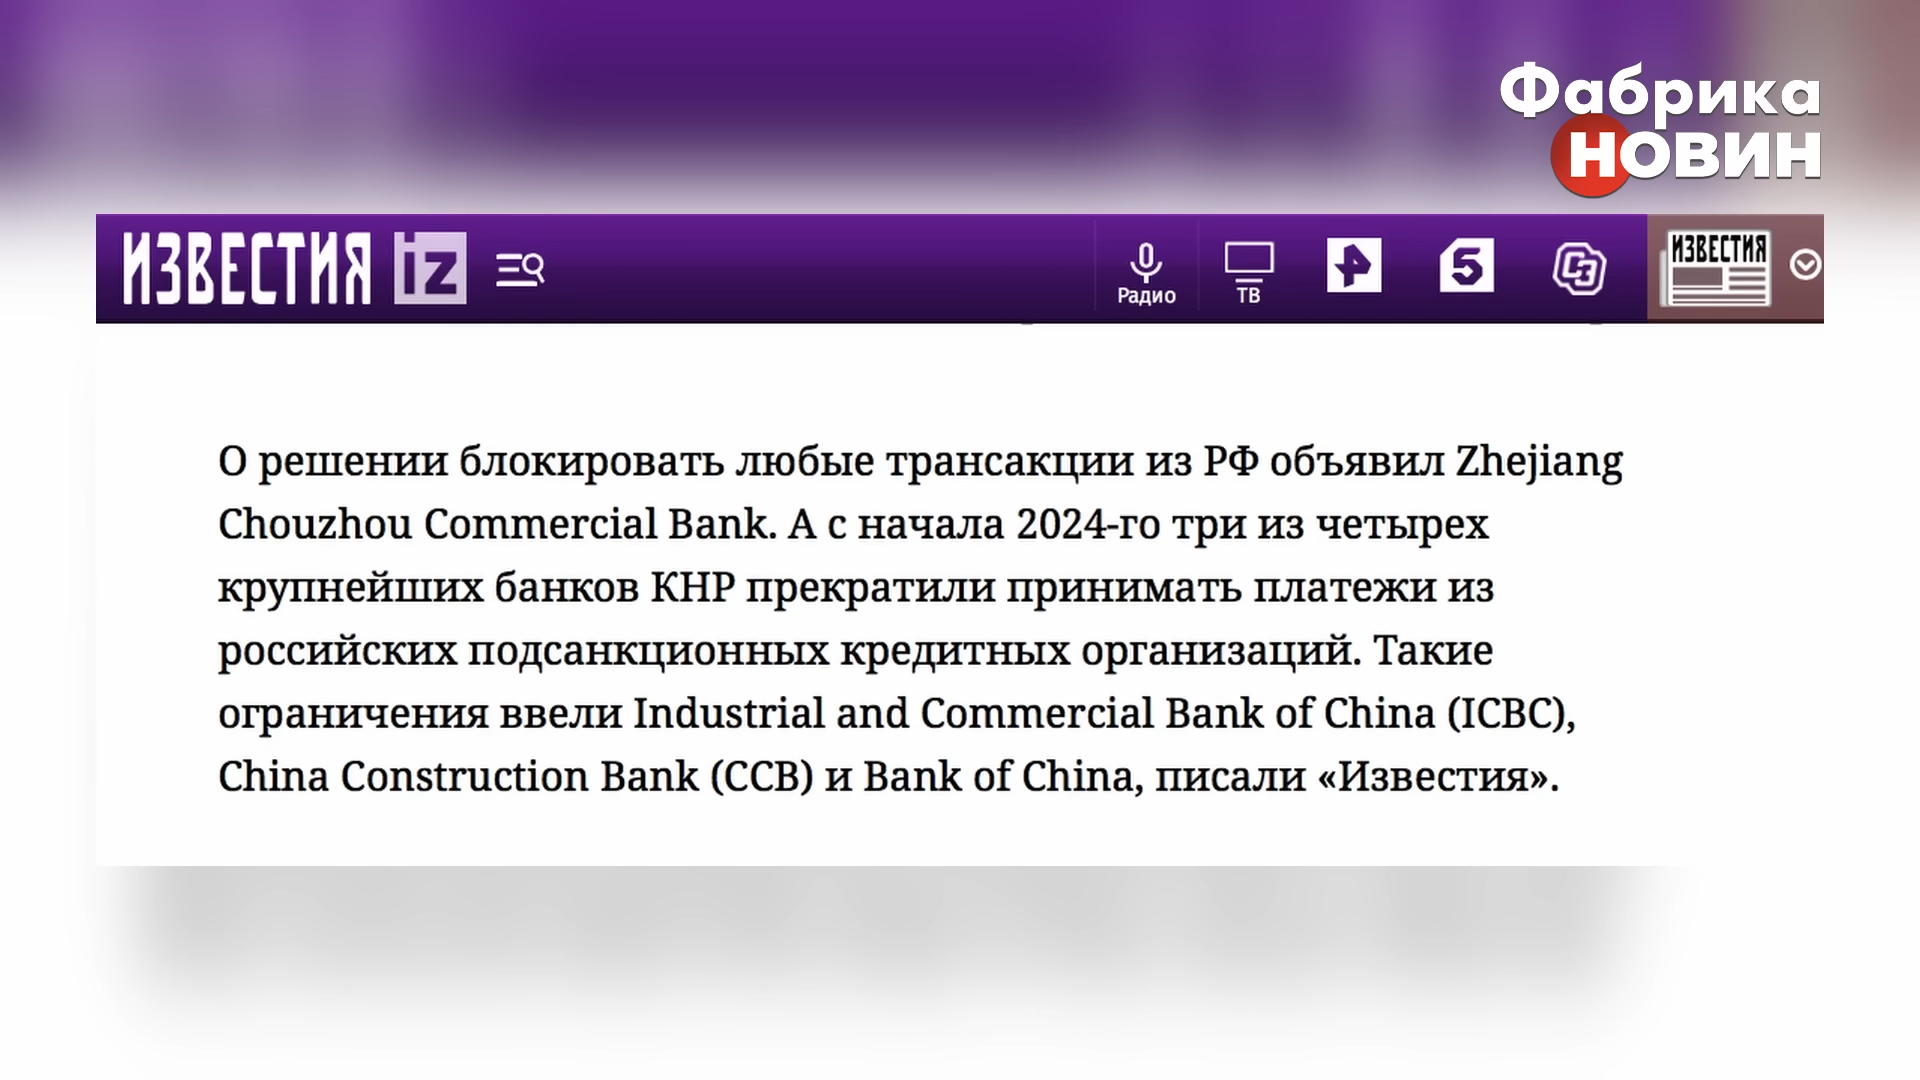 Фабрика
новин
ИЗВЕСТИЯ iz
Радио
ТВ
5
ИЗВЕСТИЯ
О решении блокировать любые трансакции из РФ объявил Zhejiang
Chouzhou Commercial Bank. А с начала 2024-го три из четырех
крупнейших банков КНР прекратили принимать платежи из
российских подсанкционных кредитных организаций. Такие
ограничения ввели Industrial and Commercial Bank of China (ICBC),
China Construction Bank (CCB) и Bank of China, писали «Известия».